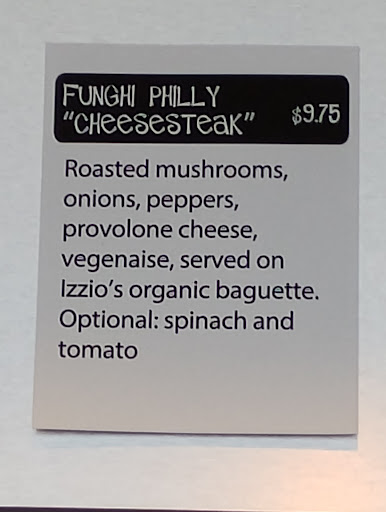 FUNGHI PHILLY
"CHeeseSTeaK" $9.75
Roasted mushrooms,
onions, peppers,
provolone cheese,
vegenaise, served on
Izzio's organic baguette.
Optional: spinach and
tomato